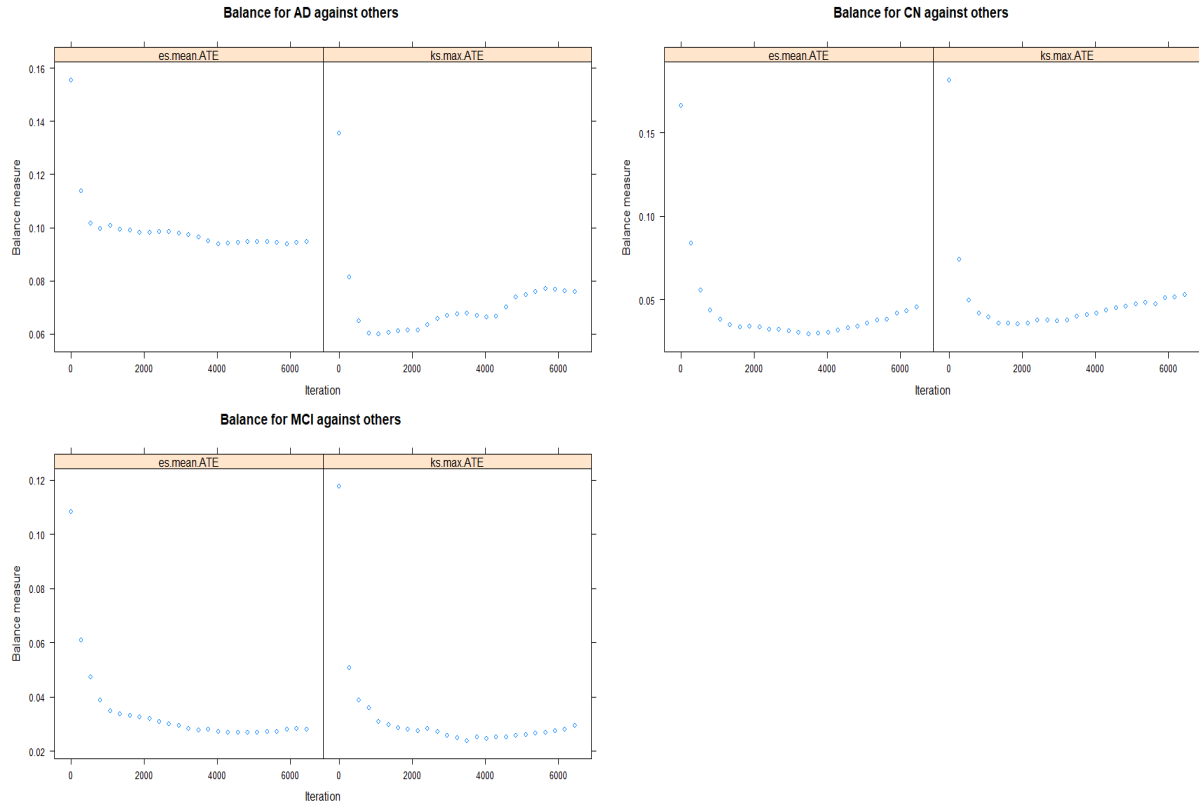 Balance for AD against others
es.mean.ATE ks.max.ATE
0.16
0.14
0.12
0.10
0.08
0.06
Balance measure
0 2000 4000 6000 0 2000 4000 6000
Iteration
Balance for CN against others
es.mean.ATE ks.max.ATE
0.15
0.10
0.05
Balance measure
0 2000 4000 6000 0 2000 4000 6000
Iteration
Balance for MCI against others
es.mean.ATE ks.max.ATE
0.12
0.10
0.08
0.06
0.04
0.02
Balance measure
0 2000 4000 6000 0 2000 4000 6000
Iteration